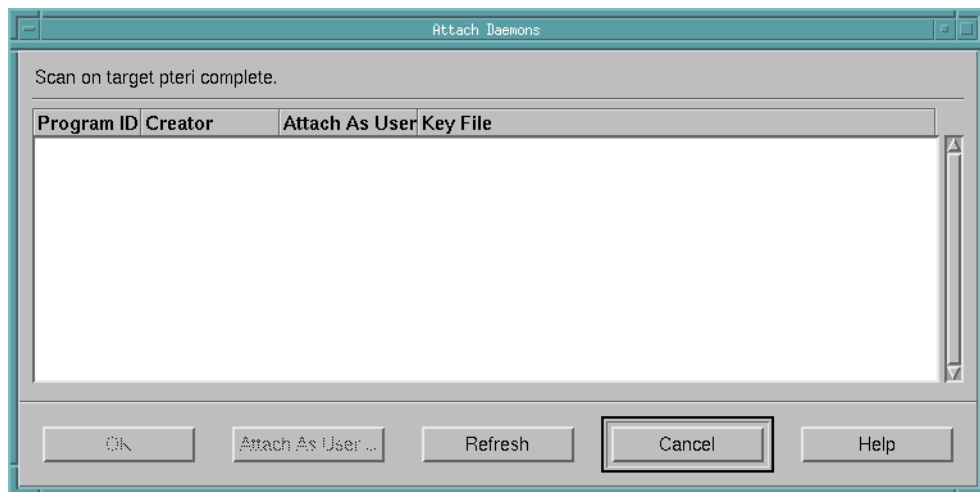 Attach Daemons
Scan on target pteri complete.
Program ID Creator Attach As User Key File
OK Attach As User ... Refresh Cancel Help